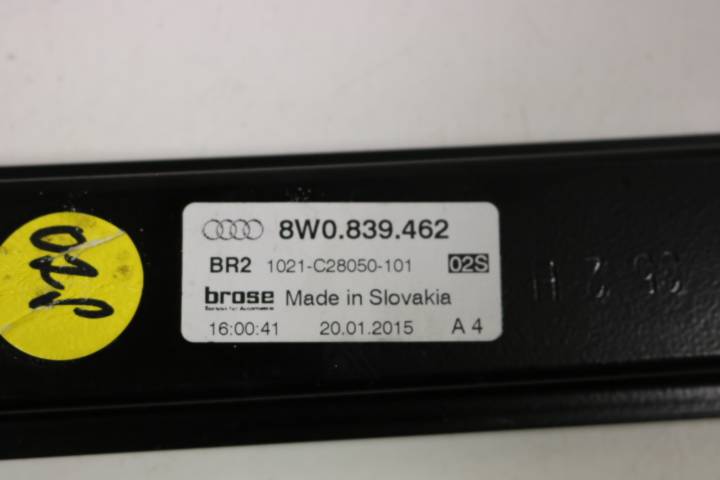 8W0.839.462
BR2 1021-C28050-101 02S
brose Made in Slovakia
16:00:41 20.01.2015 A 4